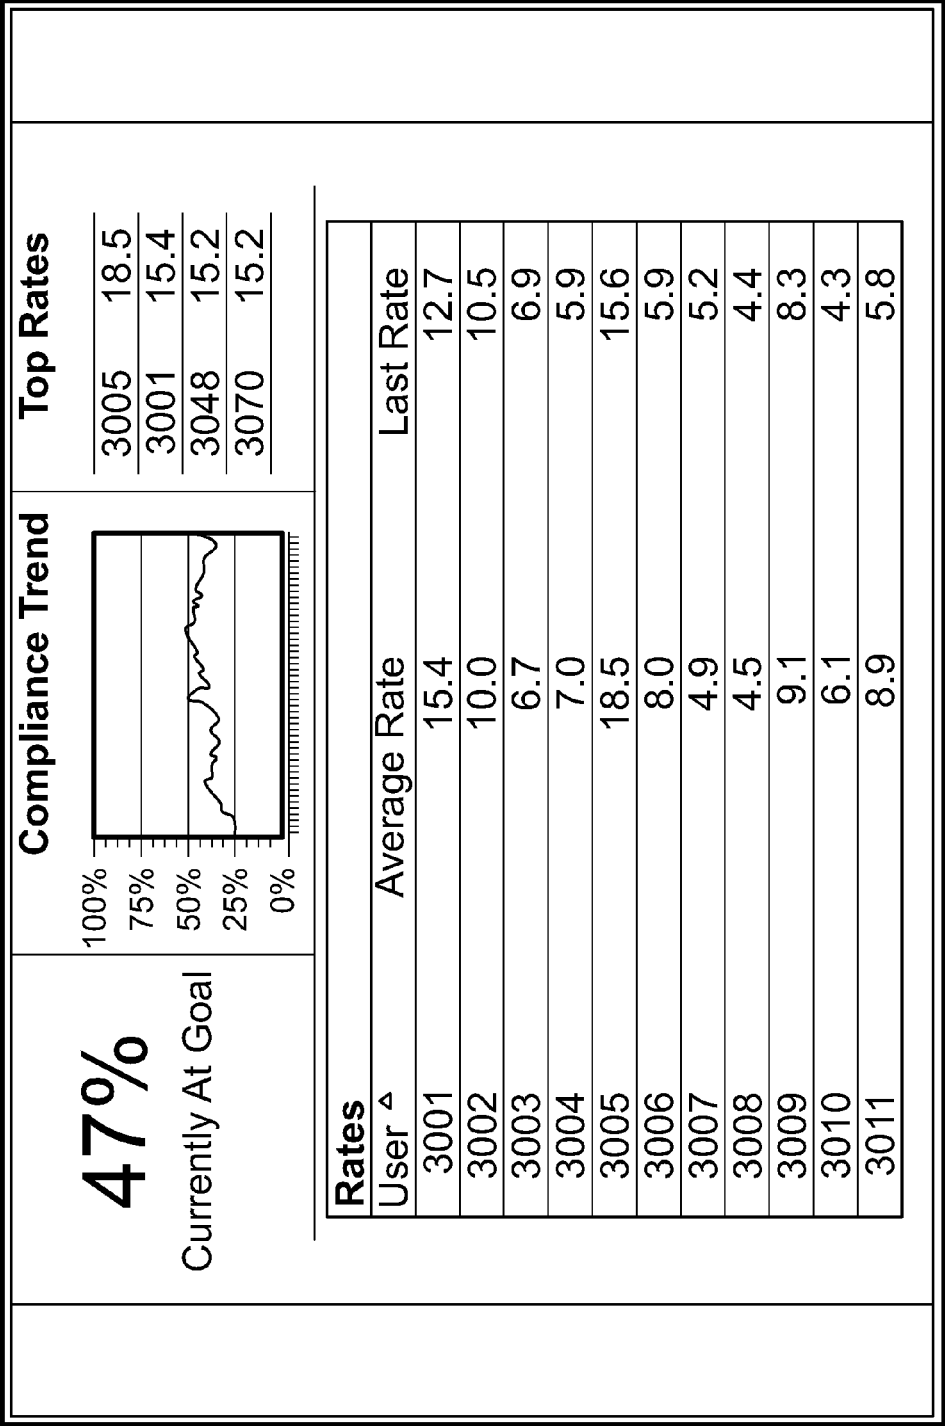 47%
Currently At Goal
Compliance Trend
100%
75%
50%
25%
0%
Top Rates
3005 18.5
3001 15.4
3048 15.2
3070 15.2
Rates
User △ Average Rate Last Rate
3001 15.4 12.7
3002 10.0 10.5
3003 6.7 6.9
3004 7.0 5.9
3005 18.5 15.6
3006 8.0 5.9
3007 4.9 5.2
3008 4.5 4.4
3009 9.1 8.3
3010 6.1 4.3
3011 8.9 5.8